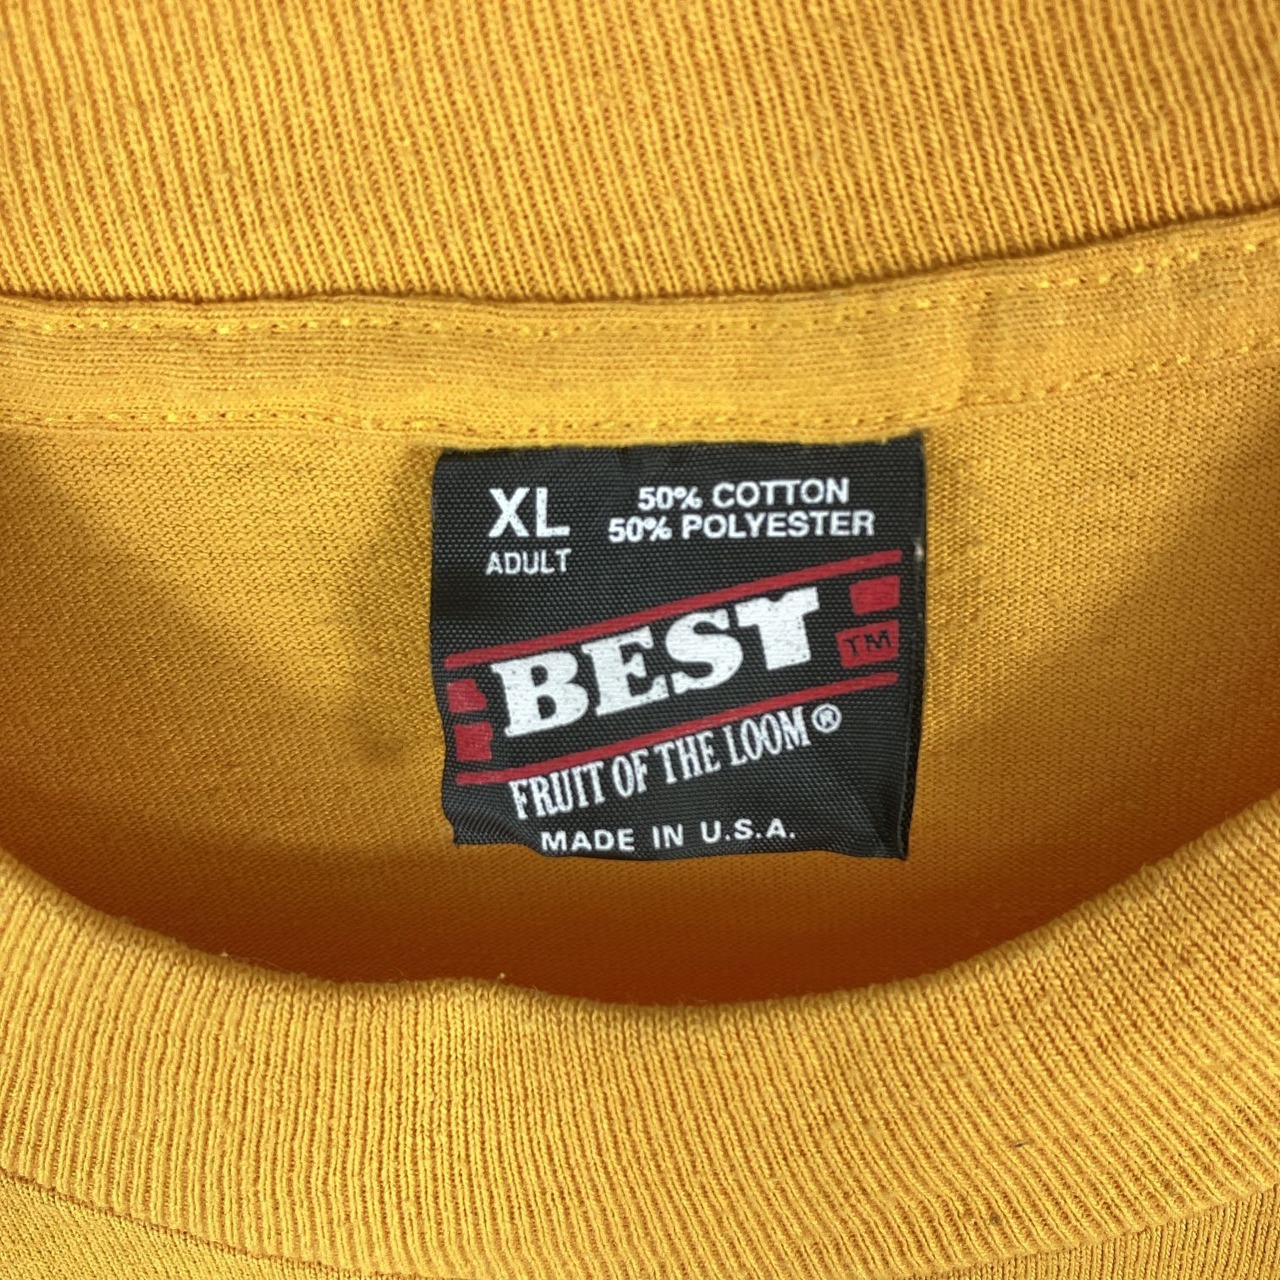 XL
ADULT
50% COTTON
50% POLYESTER
BEST
TM
FRUIT OF THE LOOM®
MADE IN U.S.A.